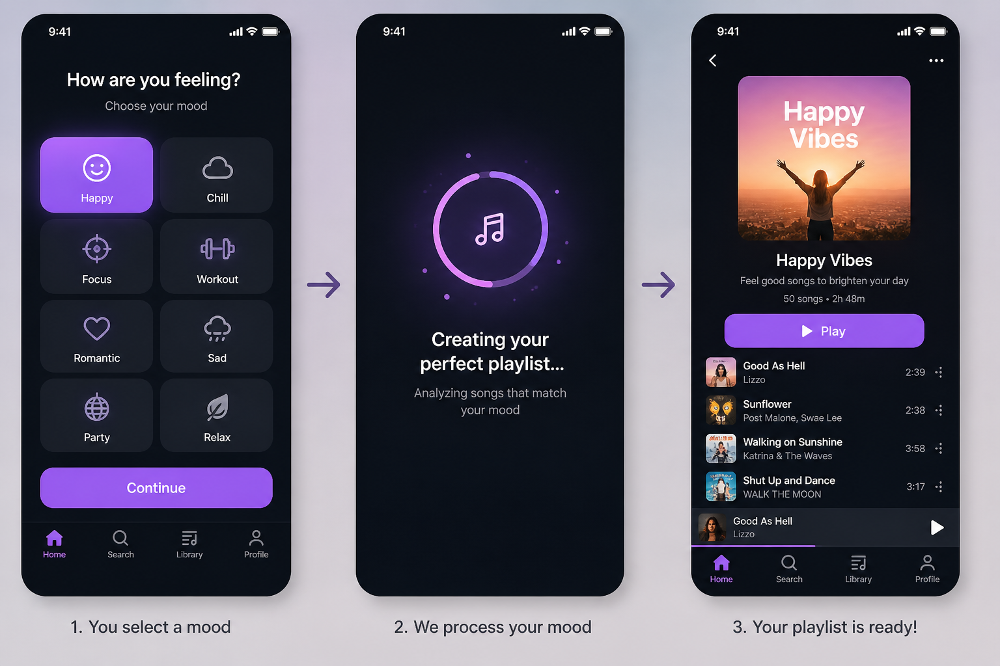 9:41
How are you feeling?
Choose your mood
Happy
Chill
Focus
Workout
Romantic
Sad
Party
Relax
Continue
Home
Search
Library
Profile
1. You select a mood
9:41
Creating your
perfect playlist...
Analyzing songs that match
your mood
2. We process your mood
9:41
Happy
Vibes
Happy Vibes
Feel good songs to brighten your day
50 songs • 2h 48m
Play
Good As Hell
Lizzo
2:39
Sunflower
Post Malone, Swae Lee
2:38
Walking on Sunshine
Katrina & The Waves
3:58
Shut Up and Dance
WALK THE MOON
3:17
Good As Hell
Lizzo
Home
Search
Library
Profile
3. Your playlist is ready!